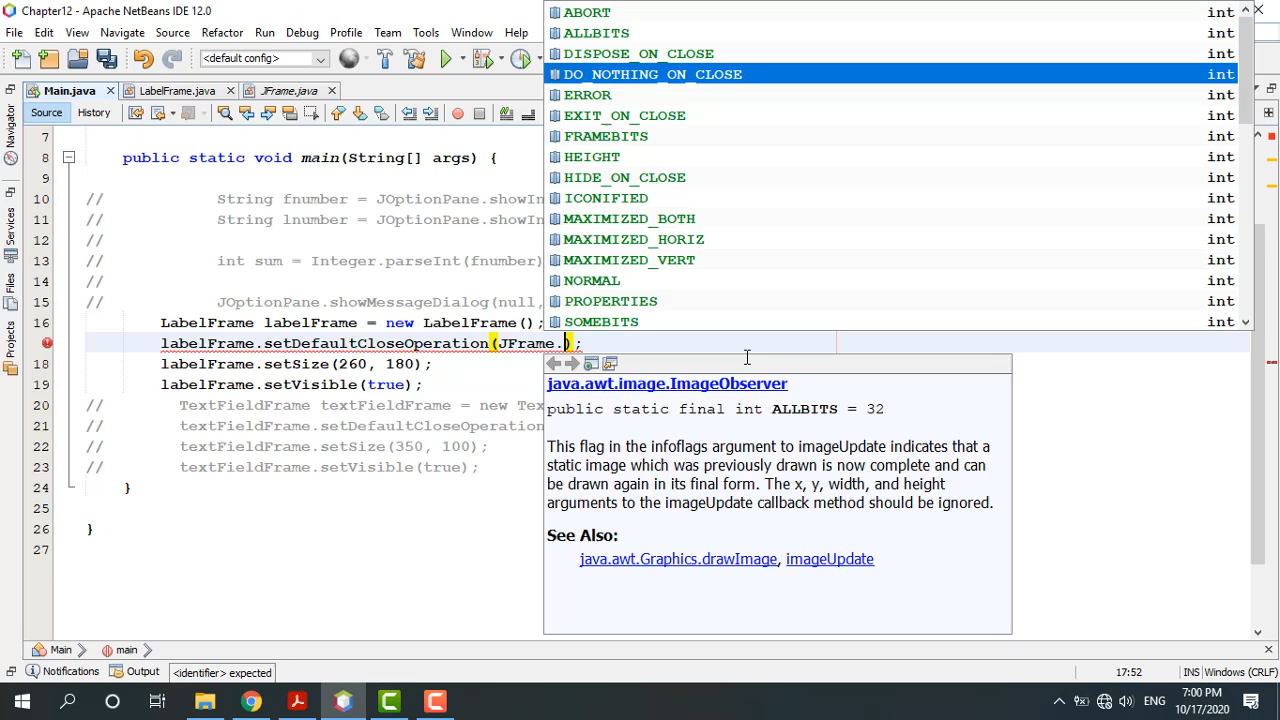 Chapter12 - Apache NetBeans IDE 12.0
File Edit View Navigate Source Refactor Run Debug Profile Team Tools Window Help
<default config>
Main.java LabelFrame.java JFrame.java
Source History
7
8 public static void main(String[] args) {
9
10 // String fnumber = JOptionPane.showIn
11 // String lnumber = JOptionPane.showIn
12 //
13 // int sum = Integer.parseInt(fnumber)
14 //
15 // JOptionPane.showMessageDialog(null,
16 LabelFrame labelFrame = new LabelFrame();
labelFrame.setDefaultCloseOperation(JFrame.);
18 labelFrame.setSize(260, 180);
19 labelFrame.setVisible(true);
20 // TextFieldFrame textFieldFrame = new Tex
21 // textFieldFrame.setDefaultCloseOperation
22 // textFieldFrame.setSize(350, 100);
23 // textFieldFrame.setVisible(true);
24 }
25
26 }
27
ABORT int
ALLBITS int
DISPOSE_ON_CLOSE int
DO_NOTHING_ON_CLOSE int
ERROR int
EXIT_ON_CLOSE int
FRAMEBITS int
HEIGHT int
HIDE_ON_CLOSE int
ICONIFIED int
MAXIMIZED_BOTH int
MAXIMIZED_HORIZ int
MAXIMIZED_VERT int
NORMAL int
PROPERTIES int
SOMEBITS int
java.awt.image.ImageObserver
public static final int ALLBITS = 32
This flag in the infoflags argument to imageUpdate indicates that a
static image which was previously drawn is now complete and can
be drawn again in its final form. The x, y, width, and height
arguments to the imageUpdate callback method should be ignored.
See Also:
java.awt.Graphics.drawImage, imageUpdate
Navigator
Services
Files
Projects
Main main
Notifications Output <identifier> expected
17:52 INS Windows (CRLF)
ENG
7:00 PM
10/17/2020